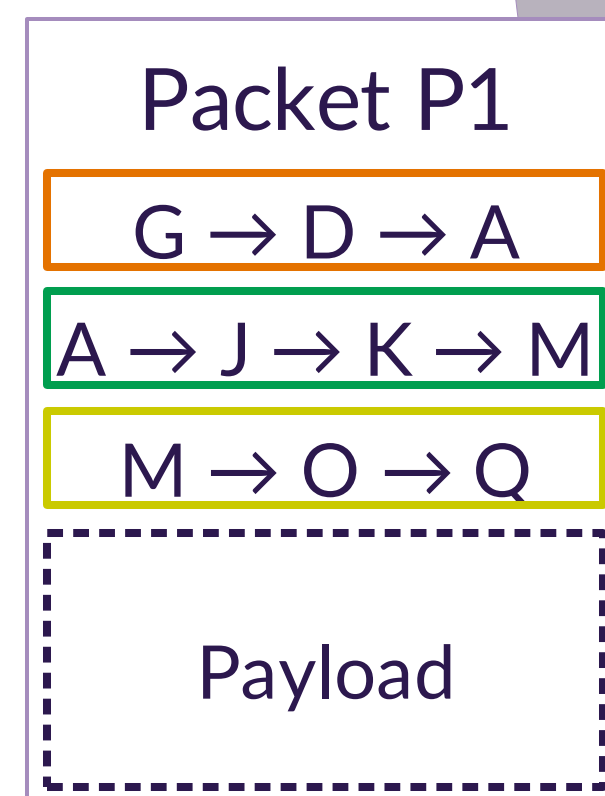 Packet P1
G → D → A
A → J → K → M
M → O → Q
Payload